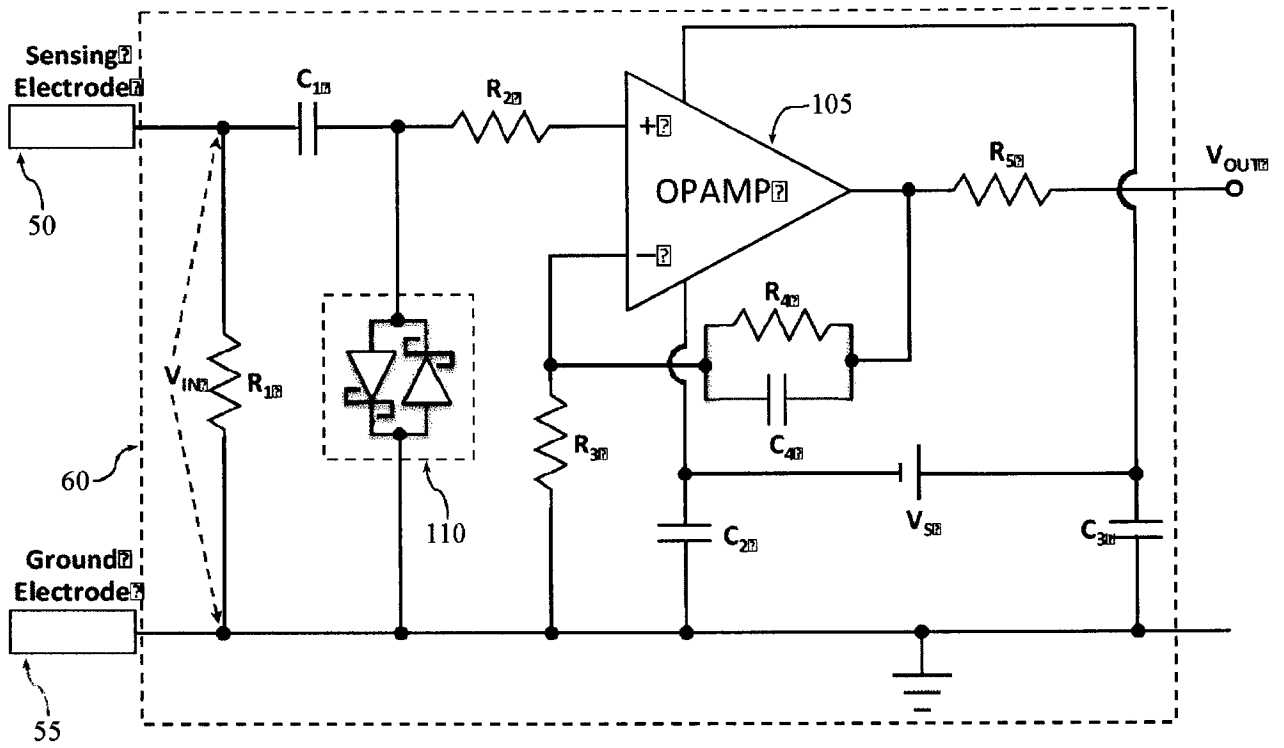 Sensing
Electrode
50
C1
R2
+
105
OPAMP
−
R5
VOUT
R4
C4
VIN
R1
60
110
R3
C2
VS
C3
Ground
Electrode
55